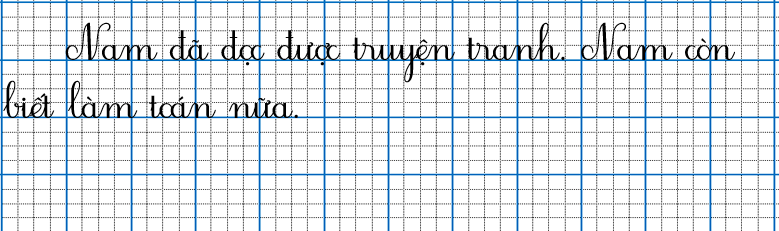 Nam đã đọc được truyện tranh. Nam còn
biết làm toán nữa.